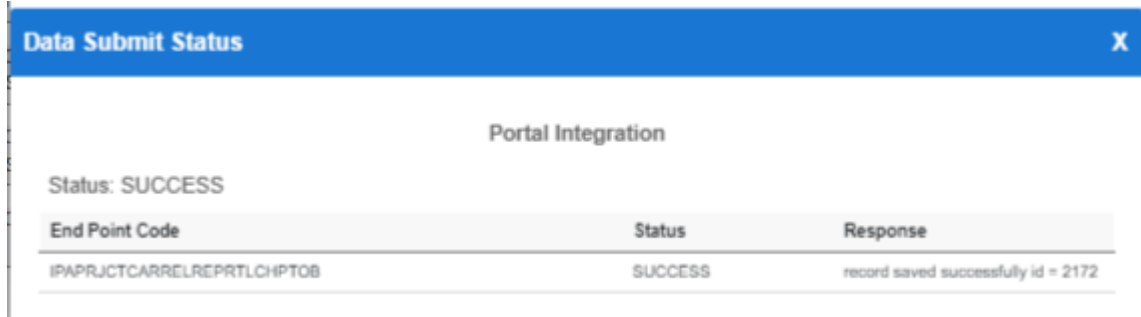 Data Submit Status X
Portal Integration
Status: SUCCESS
End Point Code Status Response
IPAPRJCTCARRELREPRTLCHPTOB SUCCESS record saved successfully id = 2172